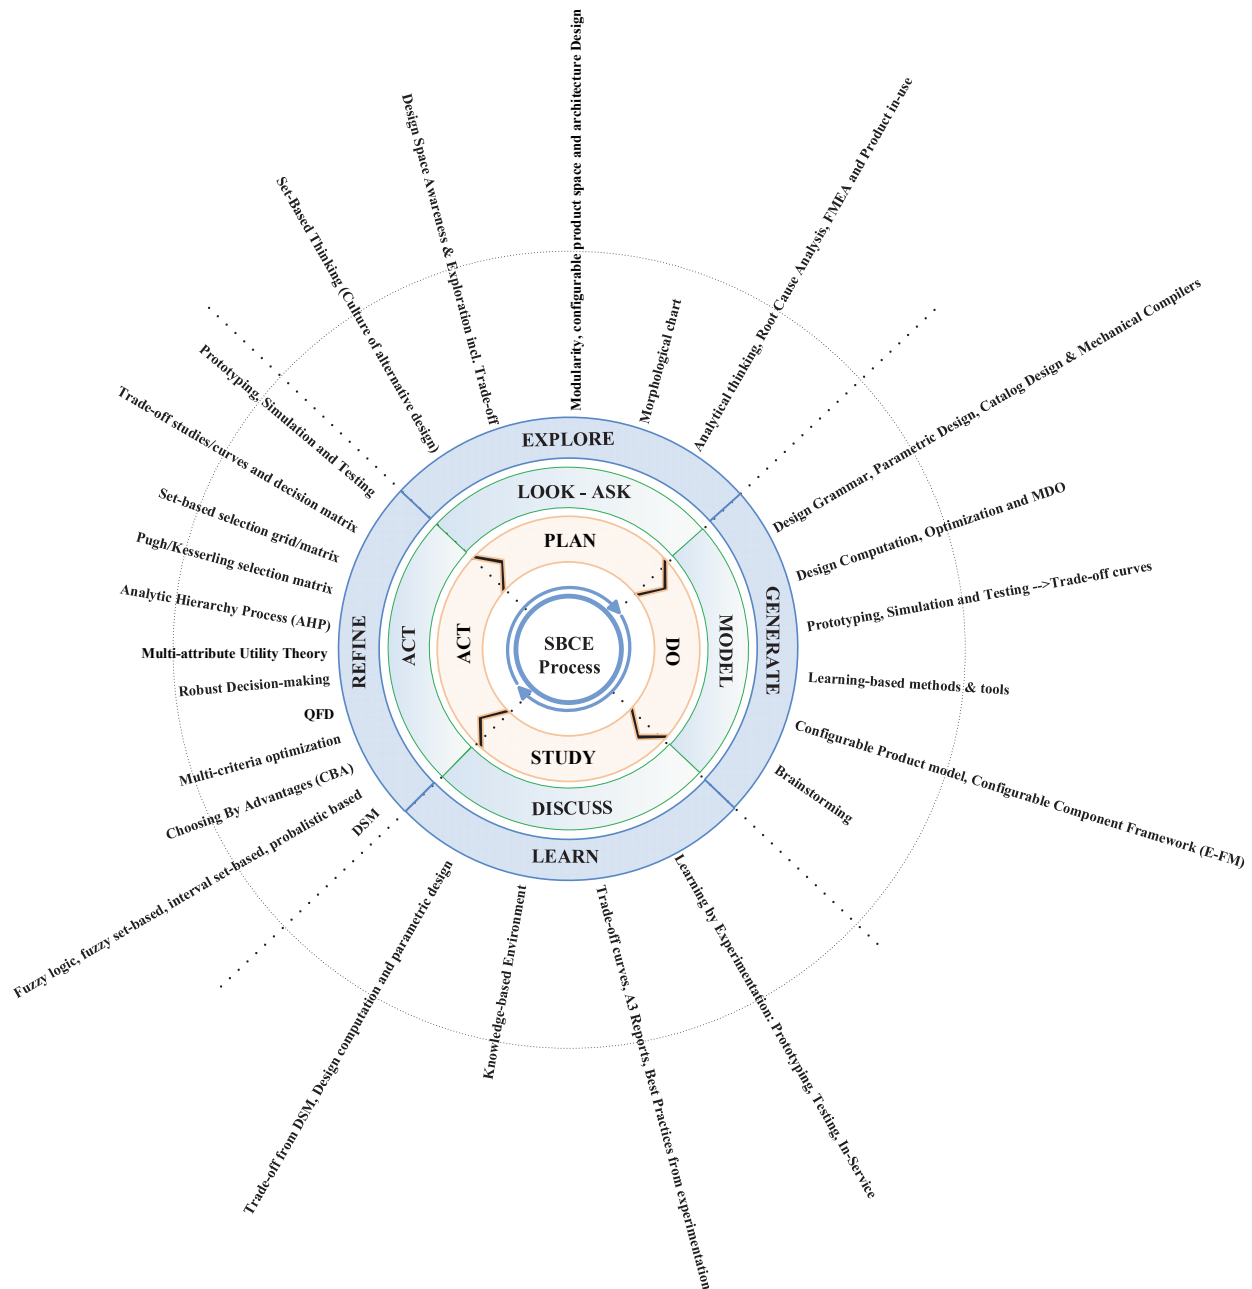 Modularity, configurable product space and architecture Design
Design Space Awareness & Exploration incl. Trade-off
Set-Based Thinking (Culture of alternative design)
Morphological chart
Analytical thinking, Root Cause Analysis, FMEA and Product in-use
Design Grammar, Parametric Design, Catalog Design & Mechanical Compilers
Design Computation, Optimization and MDO
Prototyping, Simulation and Testing -->Trade-off curves
Learning-based methods & tools
Configurable Product model, Configurable Component Framework (E-FM)
Brainstorming
Learning by Experimentation: Prototyping, Testing, In-Service
Trade-off curves, A3 Reports, Best Practices from experimentation
Knowledge-based Environment
Trade-off from DSM, Design computation and parametric design
DSM
Fuzzy logic, fuzzy set-based, interval set-based, probalistic based
Choosing By Advantages (CBA)
Multi-criteria optimization
QFD
Robust Decision-making
Multi-attribute Utility Theory
Analytic Hierarchy Process (AHP)
Pugh/Kesserling selection matrix
Set-based selection grid/matrix
Trade-off studies/curves and decision matrix
Prototyping, Simulation and Testing
EXPLORE
GENERATE
LEARN
REFINE
LOOK - ASK
MODEL
DISCUSS
ACT
PLAN
DO
STUDY
ACT
SBCE
Process